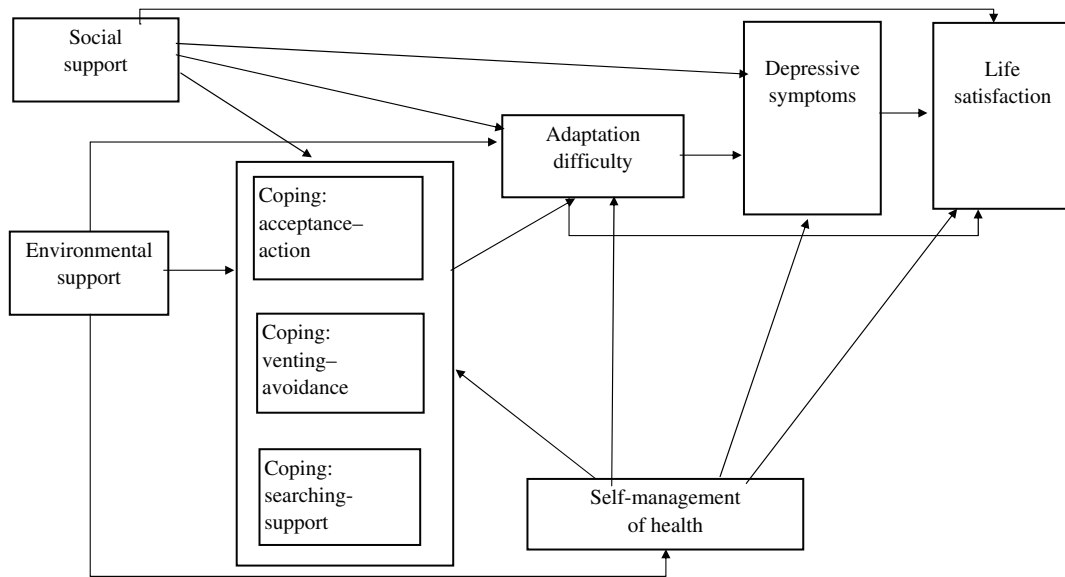 Social
support
Depressive
symptoms
Life
satisfaction
Adaptation
difficulty
Coping:
acceptance–
action
Environmental
support
Coping:
venting–
avoidance
Coping:
searching-
support
Self-management
of health